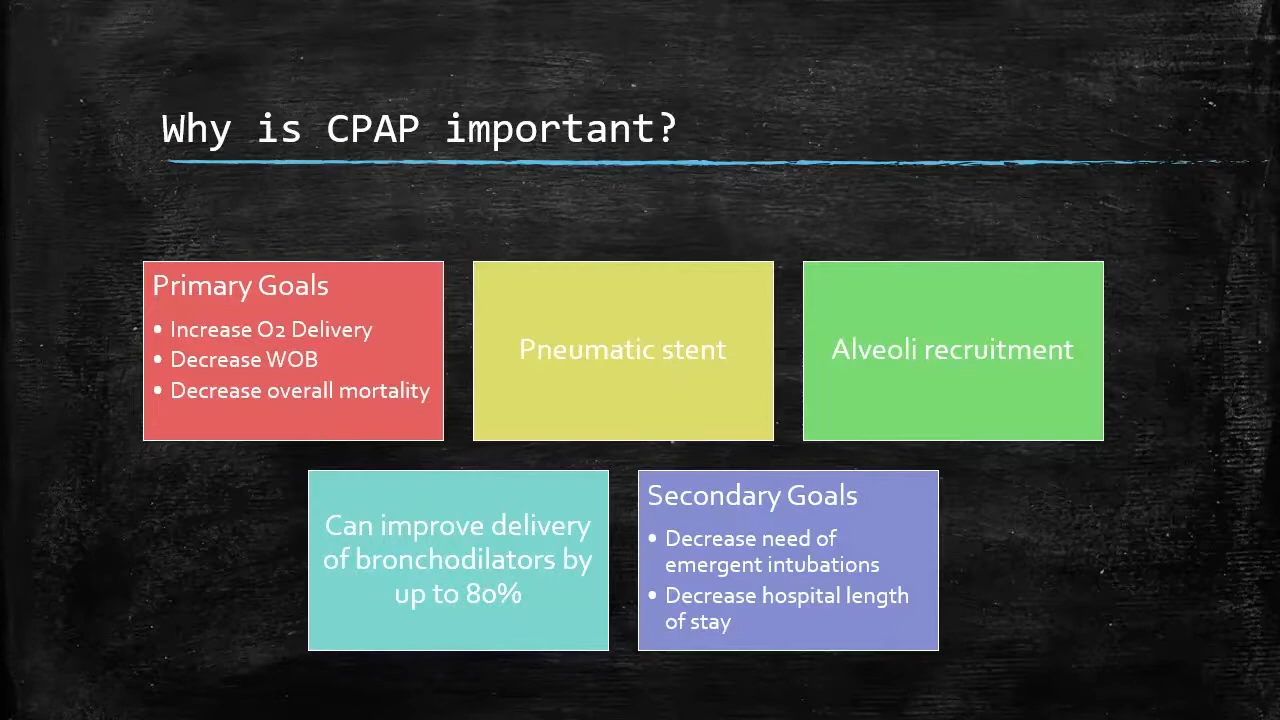 Why is CPAP important?
Primary Goals
• Increase O2 Delivery
• Decrease WOB
• Decrease overall mortality
Pneumatic stent
Alveoli recruitment
Can improve delivery
of bronchodilators by
up to 80%
Secondary Goals
• Decrease need of
emergent intubations
• Decrease hospital length
of stay